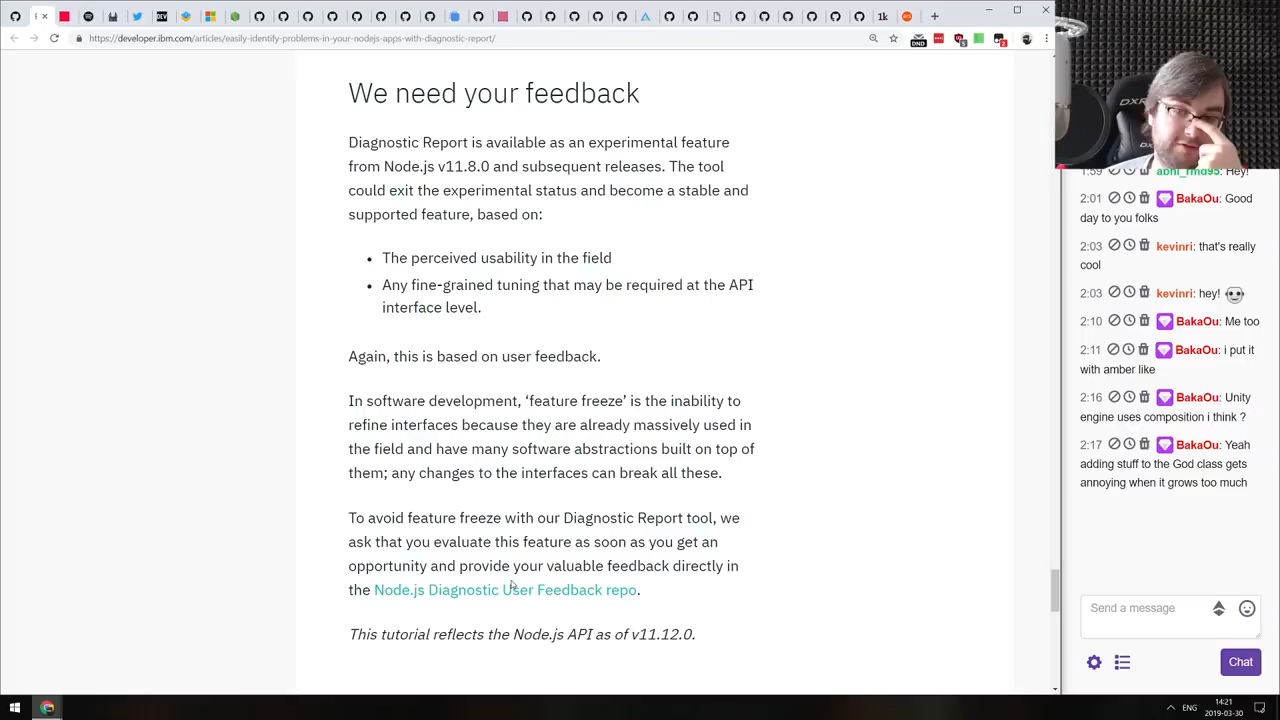 1k
https://developer.ibm.com/articles/easily-identify-problems-in-your-nodejs-apps-with-diagnostic-report/
DND
5
2
We need your feedback
Diagnostic Report is available as an experimental feature
from Node.js v11.8.0 and subsequent releases. The tool
could exit the experimental status and become a stable and
supported feature, based on:
• The perceived usability in the field
• Any fine-grained tuning that may be required at the API
interface level.
Again, this is based on user feedback.
In software development, ‘feature freeze’ is the inability to
refine interfaces because they are already massively used in
the field and have many software abstractions built on top of
them; any changes to the interfaces can break all these.
To avoid feature freeze with our Diagnostic Report tool, we
ask that you evaluate this feature as soon as you get an
opportunity and provide your valuable feedback directly in
the Node.js Diagnostic User Feedback repo.
This tutorial reflects the Node.js API as of v11.12.0.
DXR
1:59 abhi_rmd95: Hey!
2:01 BakaOu: Good
day to you folks
2:03 kevinri: that's really
cool
2:03 kevinri: hey!
2:10 BakaOu: Me too
2:11 BakaOu: i put it
with amber like
2:16 BakaOu: Unity
engine uses composition i think ?
2:17 BakaOu: Yeah
adding stuff to the God class gets
annoying when it grows too much
Send a message
Chat
ENG
14:21
2019-03-30